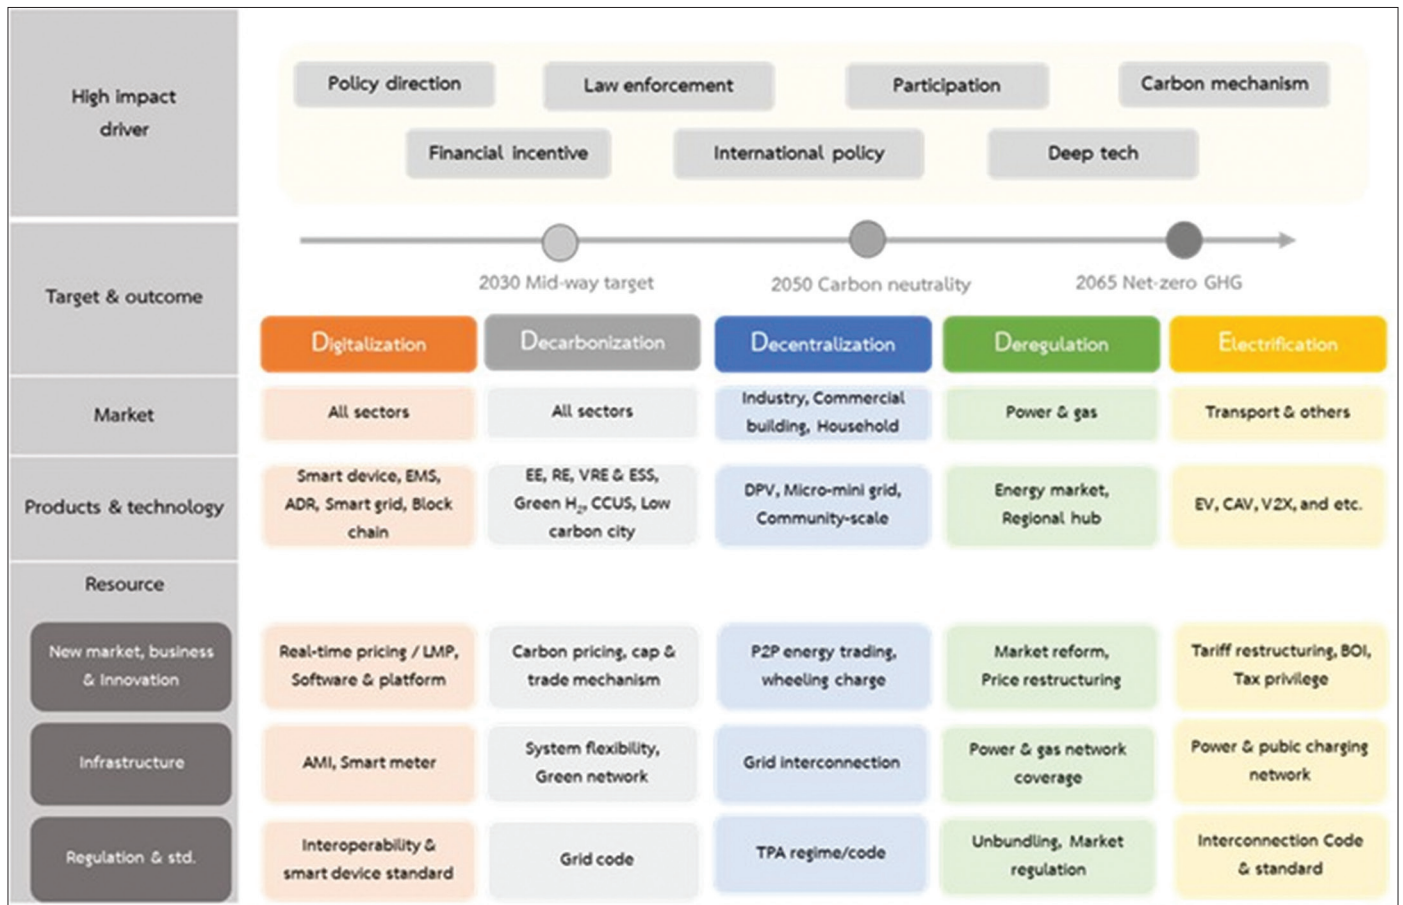 High impact
driver
Policy direction
Law enforcement
Participation
Carbon mechanism
Financial incentive
International policy
Deep tech
Target & outcome
2030 Mid-way target
2050 Carbon neutrality
2065 Net-zero GHG
Digitalization
Decarbonization
Decentralization
Deregulation
Electrification
Market
All sectors
All sectors
Industry, Commercial
building, Household
Power & gas
Transport & others
Products & technology
Smart device, EMS,
ADR, Smart grid, Block
chain
EE, RE, VRE & ESS,
Green H₂, CCUS, Low
carbon city
DPV, Micro-mini grid,
Community-scale
Energy market,
Regional hub
EV, CAV, V2X, and etc.
Resource
New market, business
& Innovation
Real-time pricing / LMP,
Software & platform
Carbon pricing, cap &
trade mechanism
P2P energy trading,
wheeling charge
Market reform,
Price restructuring
Tariff restructuring, BOI,
Tax privilege
Infrastructure
AMI, Smart meter
System flexibility,
Green network
Grid interconnection
Power & gas network
coverage
Power & pubic charging
network
Regulation & std.
Interoperability &
smart device standard
Grid code
TPA regime/code
Unbundling, Market
regulation
Interconnection Code
& standard